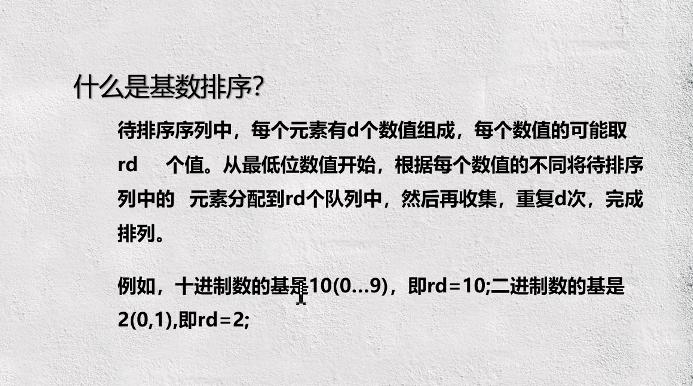 什么是基数排序？
待排序序列中，每个元素有d个数值组成，每个数值的可能取
rd 个值。从最低位数值开始，根据每个数值的不同将待排序
列中的 元素分配到rd个队列中，然后再收集，重复d次，完成
排列。
例如，十进制数的基是10(0…9)，即rd=10;二进制数的基是
2(0,1),即rd=2;